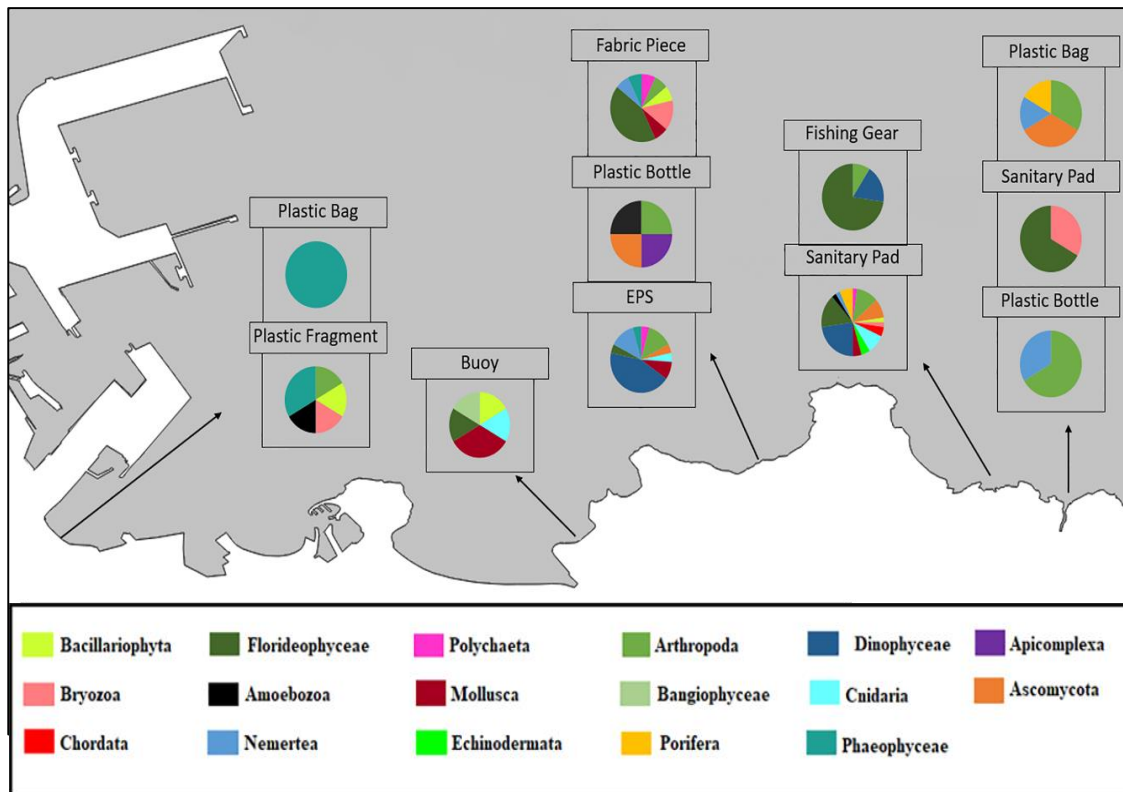 Fabric Piece
Plastic Bag
Fishing Gear
Plastic Bottle
Sanitary Pad
Plastic Bag
Sanitary Pad
EPS
Plastic Fragment
Plastic Bottle
Buoy
Bacillariophyta Florideophyceae Polychaeta Arthropoda Dinophyceae Apicomplexa
Bryozoa Amoebozoa Mollusca Bangiophyceae Cnidaria Ascomycota
Chordata Nemertea Echinodermata Porifera Phaeophyceae